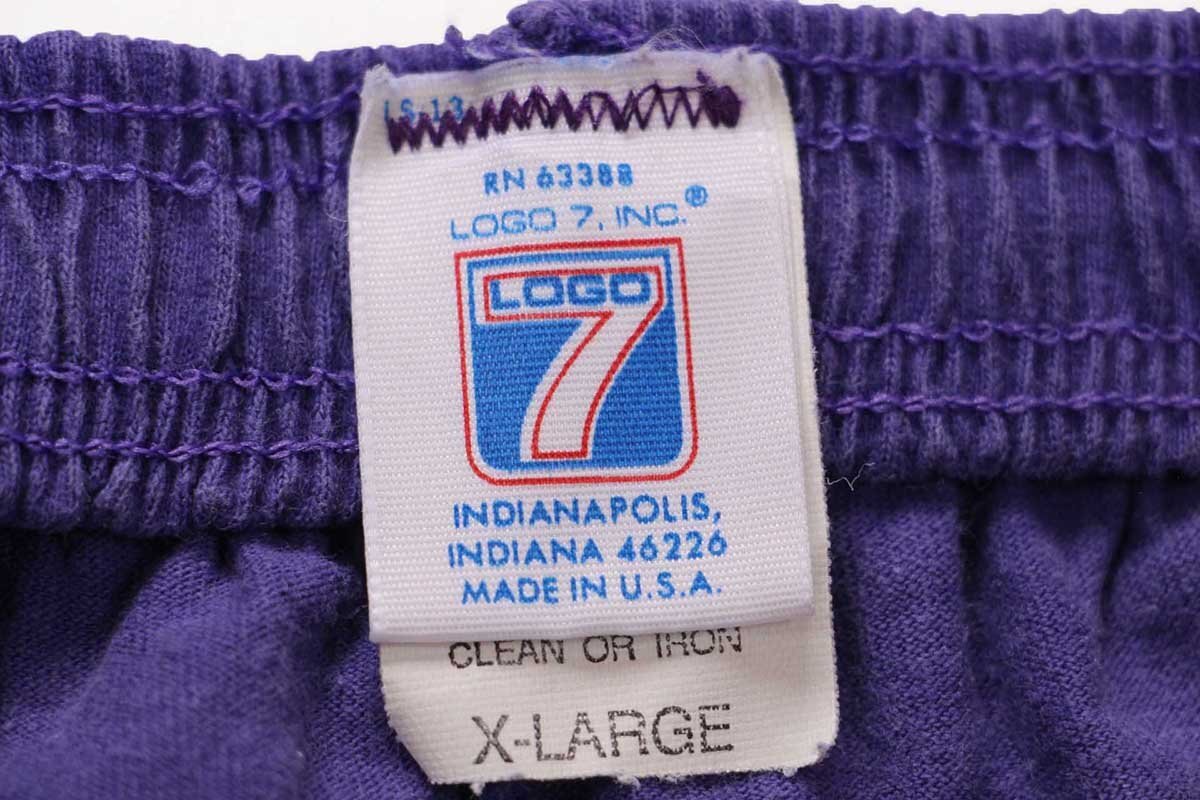 LS-13
RN 63388
LOGO 7, INC.®
LOGO
7
INDIANAPOLIS,
INDIANA 46226
MADE IN U.S.A.
CLEAN OR IRON
X-LARGE